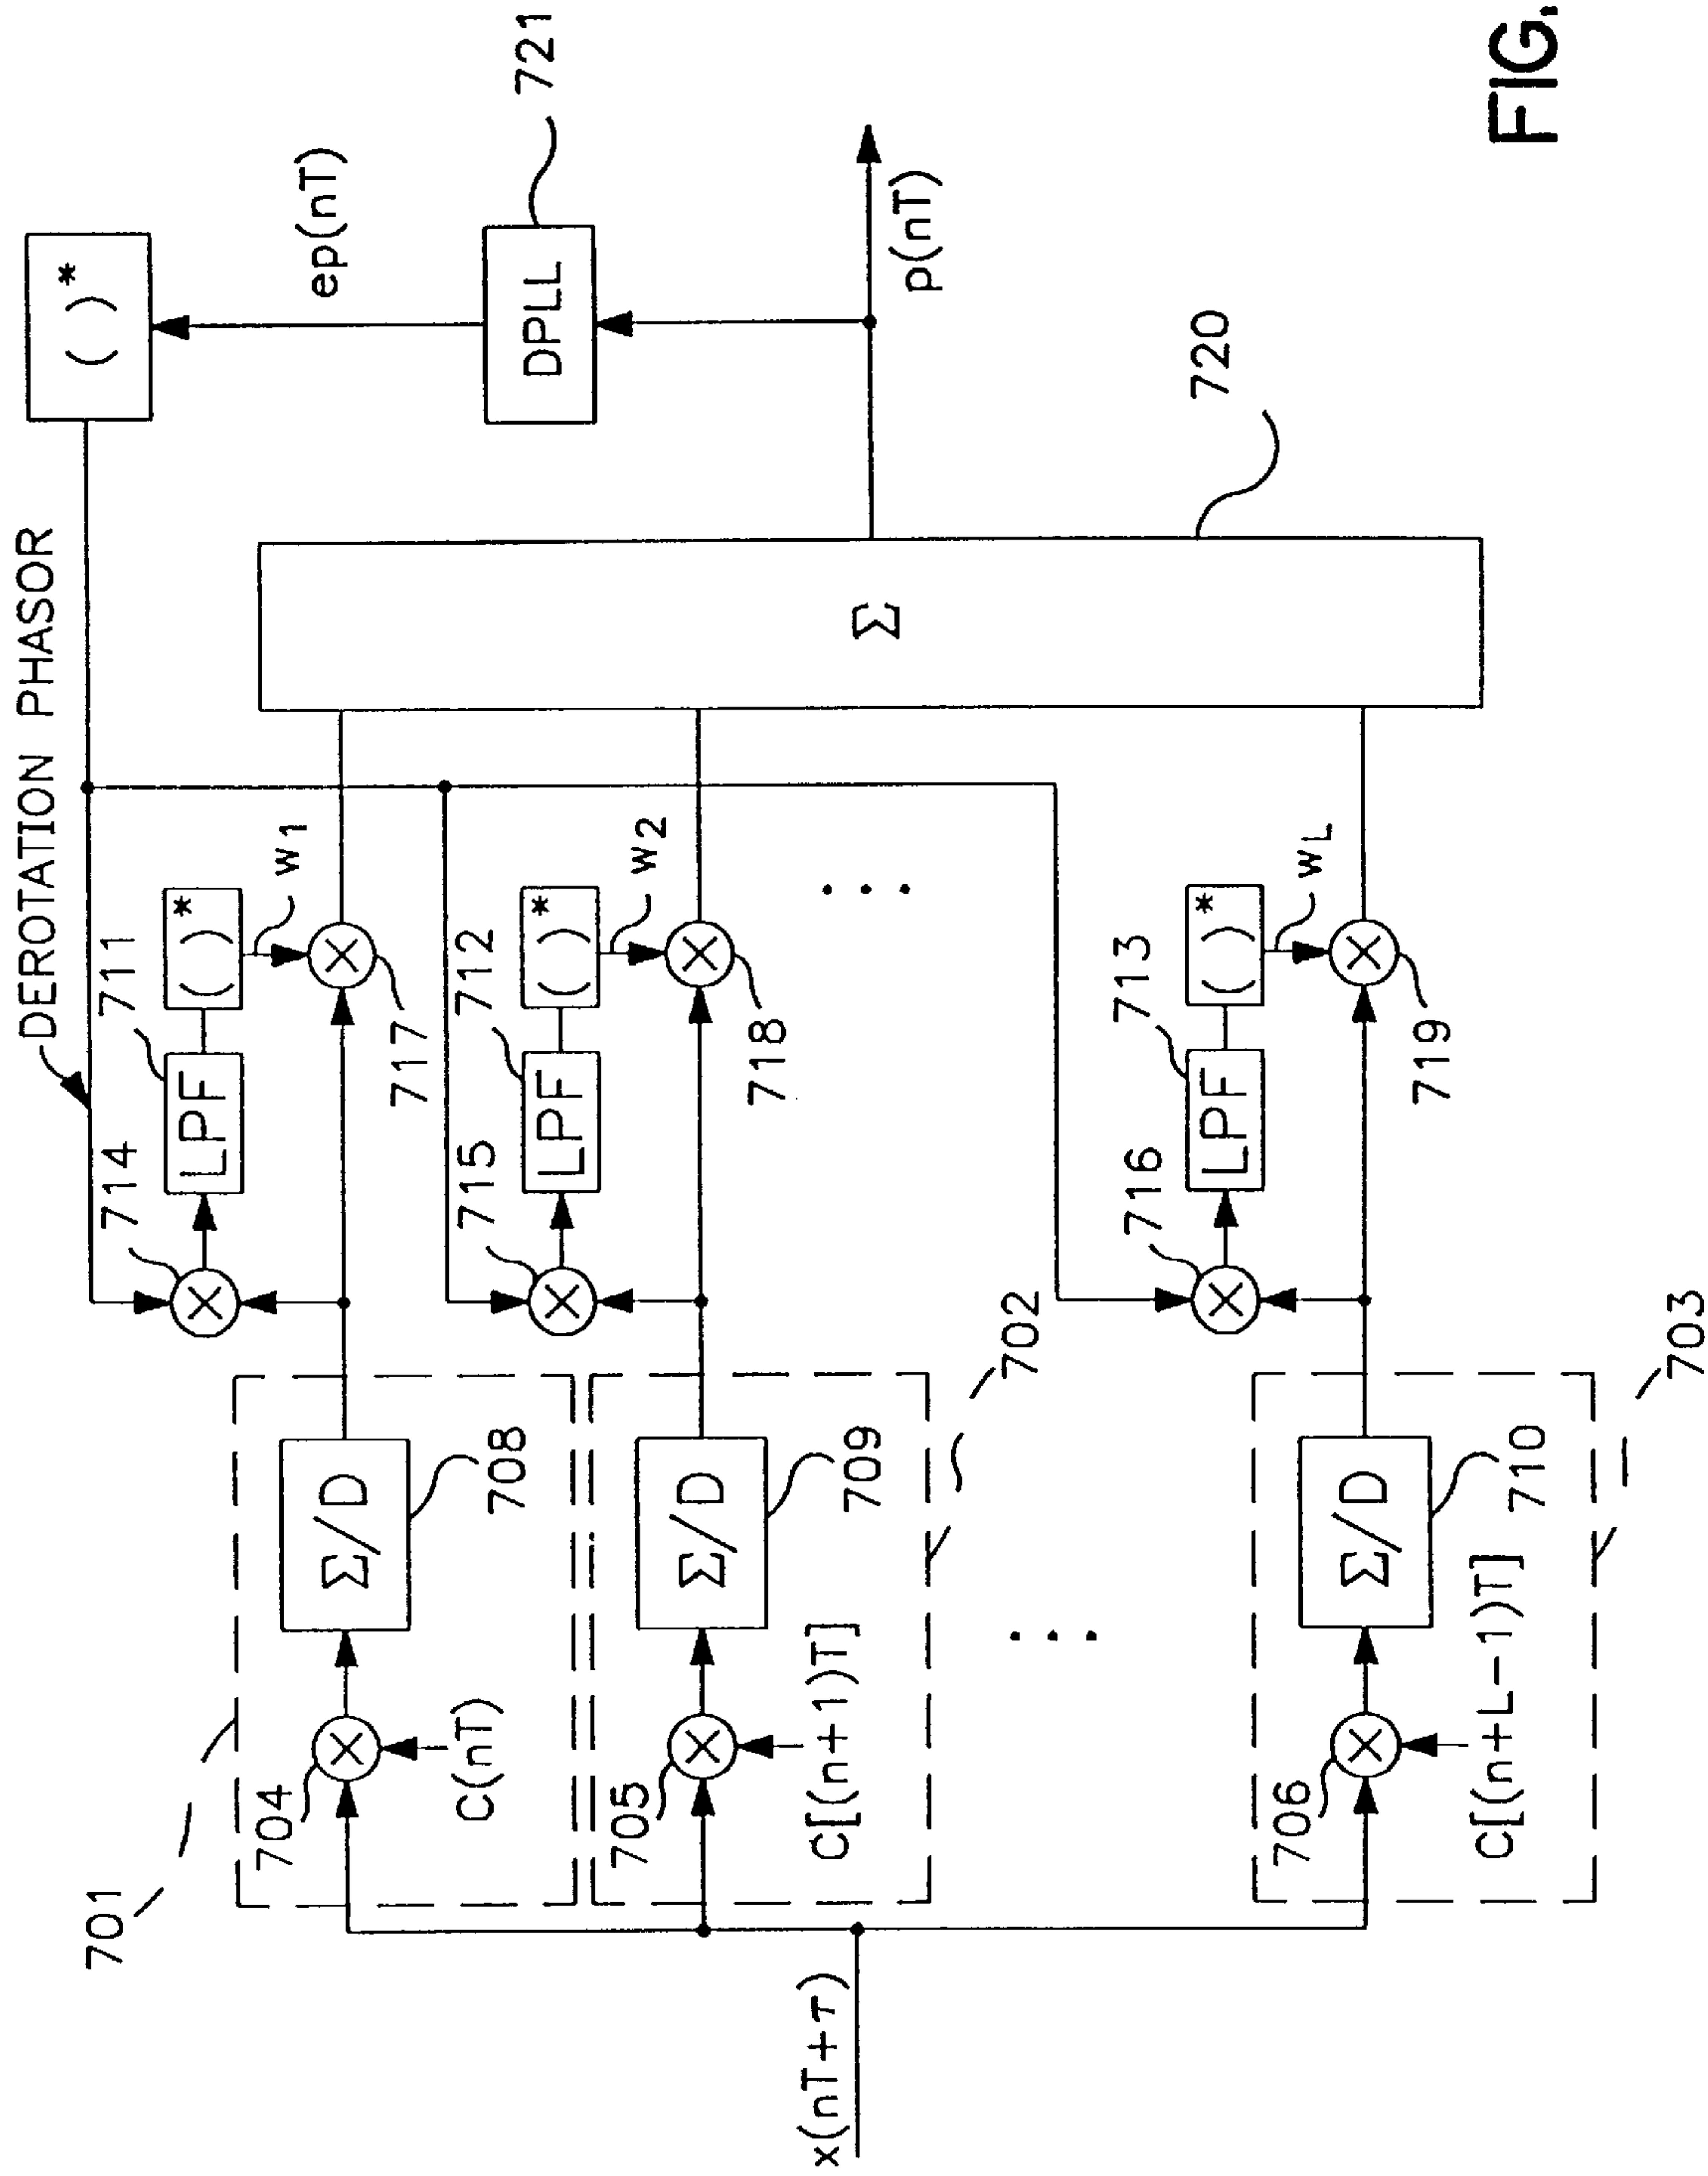 DEROTATION PHASOR
( )*
ep(nT)
DPLL
721
p(nT)
720
Σ
714
711
LPF
( )*
w1
717
715
712
LPF
( )*
w2
718
...
716
713
LPF
( )*
wL
719
701
704
C(nT)
Σ/D
708
705
C[(n+1)T]
Σ/D
709
702
...
706
C[(n+L-1)T]
Σ/D
710
703
x(nT+τ)
FIG.